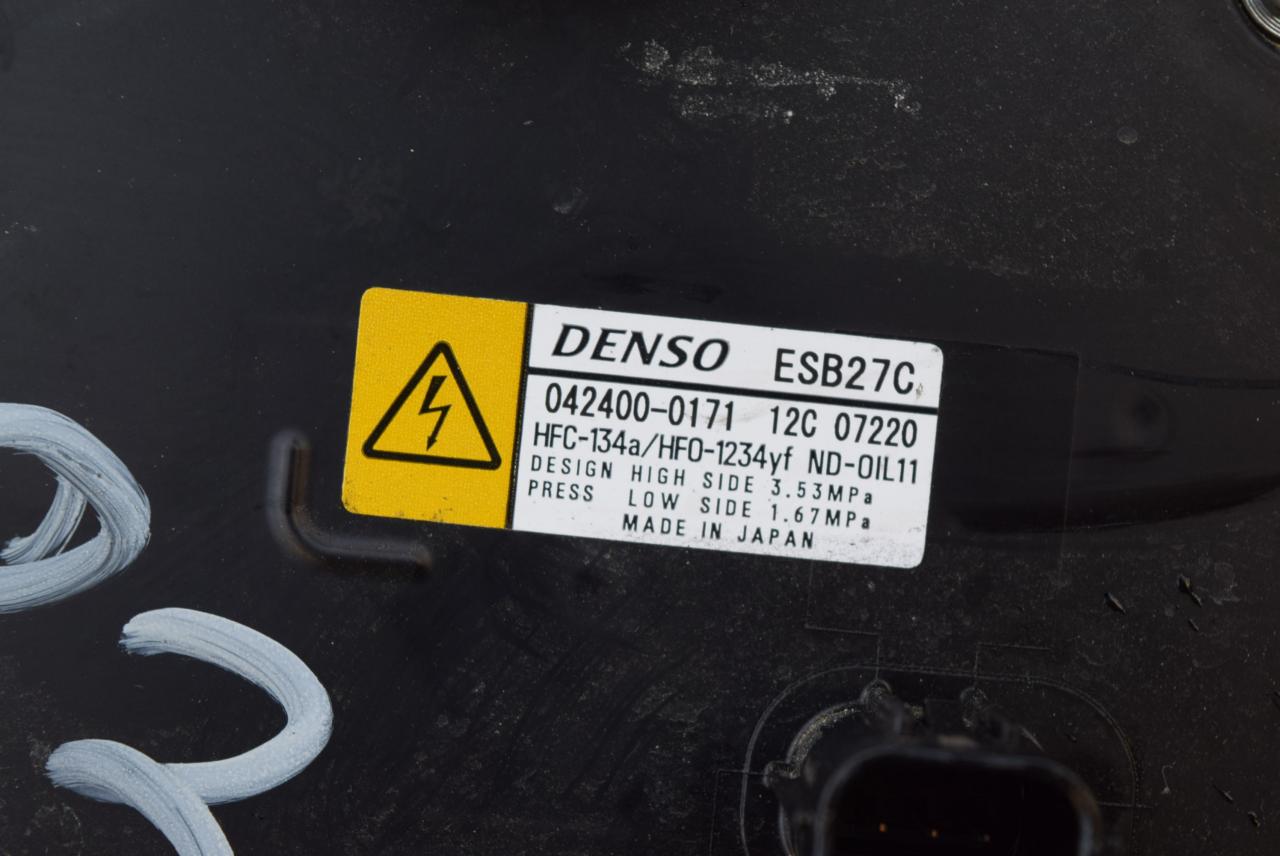 DENSO ESB27C
042400-0171 12C 07220
HFC-134a/HFO-1234yf ND-OIL11
DESIGN HIGH SIDE 3.53MPa
PRESS LOW SIDE 1.67MPa
MADE IN JAPAN